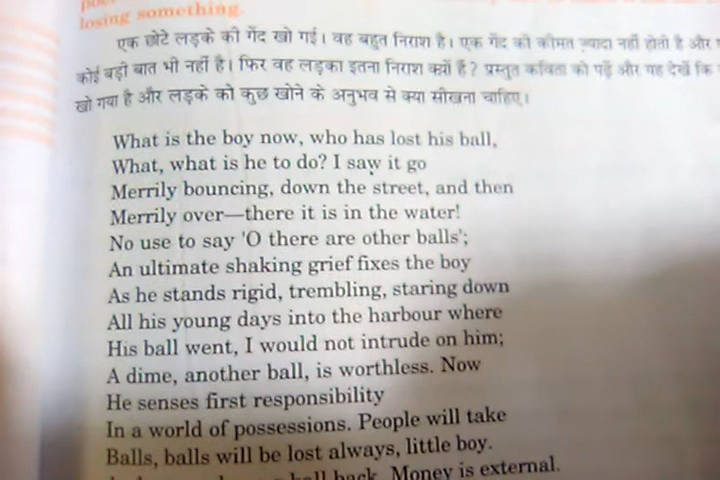 losing something.
एक छोटे लड़के की गेंद खो गई। वह बहुत निराश है। एक गेंद की कीमत ज़्यादा नहीं होती है और
कोई बड़ी बात भी नहीं है। फिर वह लड़का इतना निराश क्यों है? प्रस्तुत कविता को पढ़ें और यह देखें कि
खो गया है और लड़के को कुछ खोने के अनुभव से क्या सीखना चाहिए।
What is the boy now, who has lost his ball,
What, what is he to do? I saw it go
Merrily bouncing, down the street, and then
Merrily over—there it is in the water!
No use to say 'O there are other balls';
An ultimate shaking grief fixes the boy
As he stands rigid, trembling, staring down
All his young days into the harbour where
His ball went, I would not intrude on him;
A dime, another ball, is worthless. Now
He senses first responsibility
In a world of possessions. People will take
Balls, balls will be lost always, little boy.
ball back. Money is external.